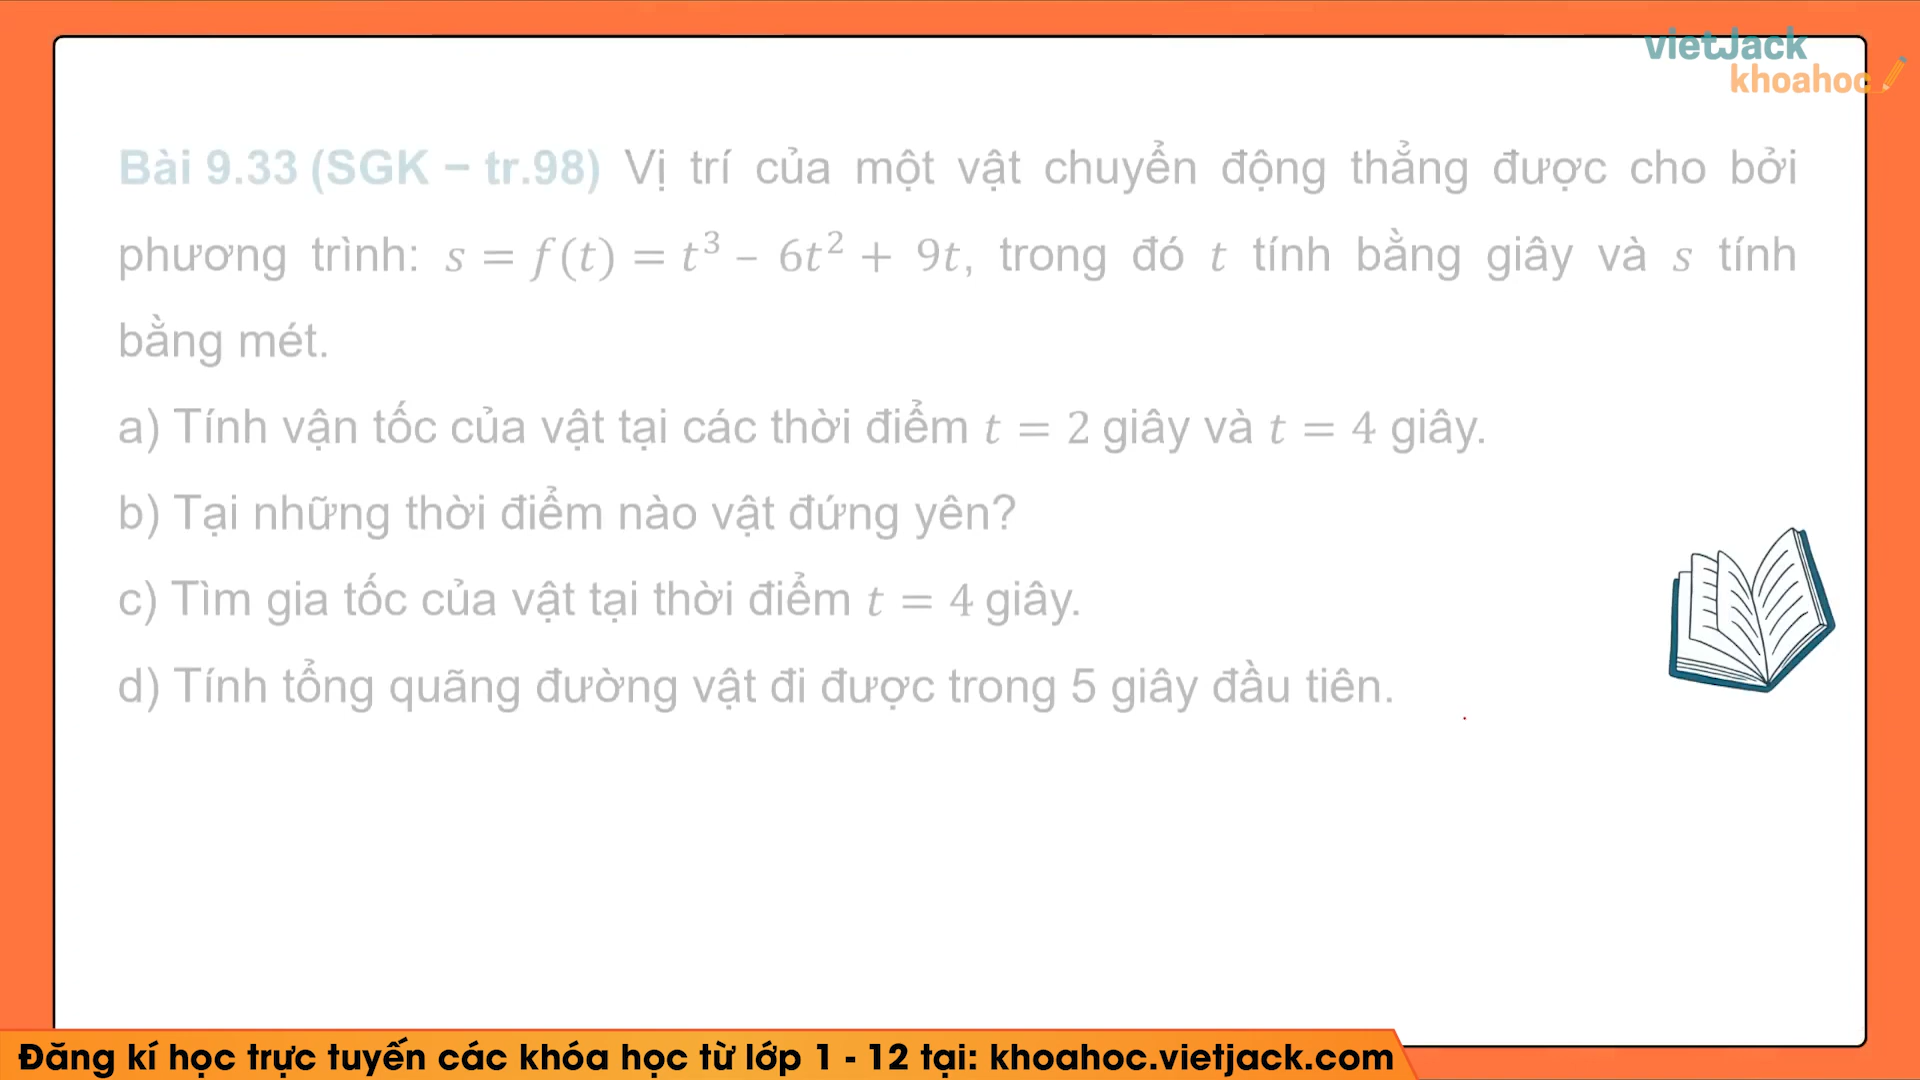 vietJack
khoahoc
Bài 9.33 (SGK – tr.98) Vị trí của một vật chuyển động thẳng được cho bởi
phương trình: s = f(t) = t³ – 6t² + 9t, trong đó t tính bằng giây và s tính
bằng mét.
a) Tính vận tốc của vật tại các thời điểm t = 2 giây và t = 4 giây.
b) Tại những thời điểm nào vật đứng yên?
c) Tìm gia tốc của vật tại thời điểm t = 4 giây.
d) Tính tổng quãng đường vật đi được trong 5 giây đầu tiên.
Đăng kí học trực tuyến các khóa học từ lớp 1 - 12 tại: khoahoc.vietjack.com